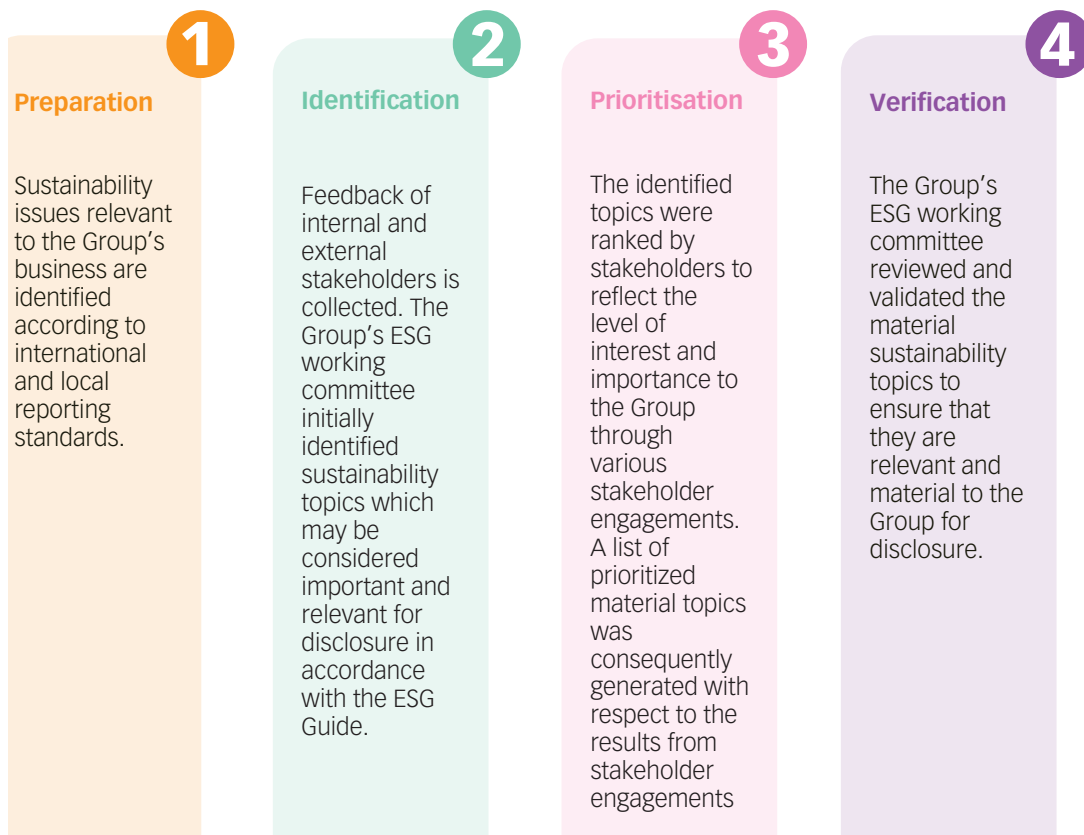 1
Preparation
Sustainability
issues relevant
to the Group's
business are
identified
according to
international
and local
reporting
standards.
2
Identification
Feedback of
internal and
external
stakeholders is
collected. The
Group's ESG
working
committee
initially
identified
sustainability
topics which
may be
considered
important and
relevant for
disclosure in
accordance
with the ESG
Guide.
3
Prioritisation
The identified
topics were
ranked by
stakeholders to
reflect the
level of
interest and
importance to
the Group
through
various
stakeholder
engagements.
A list of
prioritized
material topics
was
consequently
generated with
respect to the
results from
stakeholder
engagements
4
Verification
The Group's
ESG working
committee
reviewed and
validated the
material
sustainability
topics to
ensure that
they are
relevant and
material to the
Group for
disclosure.